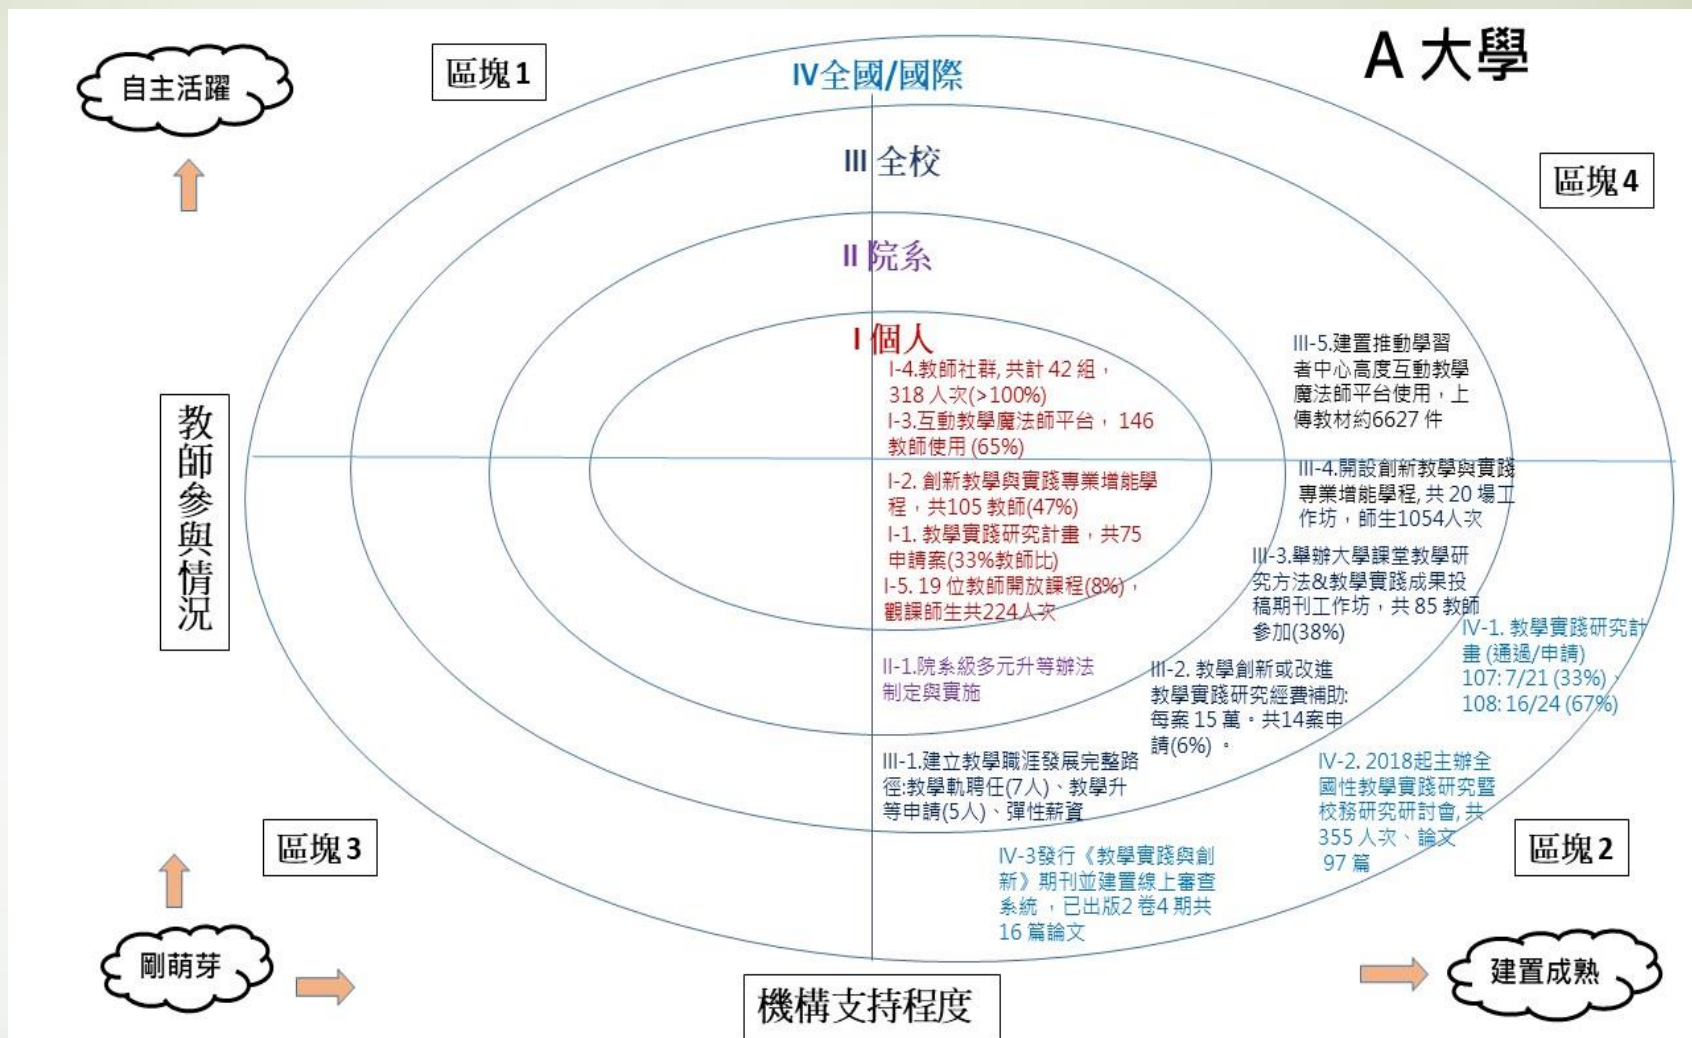 A 大學
自主活躍
區塊 1
IV全國/國際
III 全校
區塊 4
II 院系
I 個人
I-4.教師社群, 共計 42 組，
318 人次(>100%)
I-3.互動教學魔法師平台， 146
教師使用 (65%)
I-2. 創新教學與實踐專業增能學
程，共105 教師(47%)
I-1. 教學實踐研究計畫，共75
申請案(33%教師比)
I-5. 19 位教師開放課程(8%)，
觀課師生共224人次
III-5.建置推動學習
者中心高度互動教學
魔法師平台使用，上
傳教材約6627 件
教師參與情況
III-4.開設創新教學與實踐
專業增能學程, 共 20 場工
作坊，師生1054人次
III-3.舉辦大學課堂教學研
究方法&教學實踐成果投
稿期刊工作坊，共 85 教師
參加(38%)
IV-1. 教學實踐研究計
畫 (通過/申請)
107: 7/21 (33%)、
108: 16/24 (67%)
II-1.院系級多元升等辦法
制定與實施
III-2. 教學創新或改進
教學實踐研究經費補助:
每案 15 萬。共14案申
請(6%) 。
III-1.建立教學職涯發展完整路
徑:教學軌聘任(7人)、教學升
等申請(5人)、彈性薪資
IV-2. 2018起主辦全
國性教學實踐研究暨
校務研究研討會, 共
355 人次、論文
97 篇
區塊 3
區塊 2
IV-3發行《教學實踐與創
新》期刊並建置線上審查
系統 ，已出版2 卷4 期共
16 篇論文
剛萌芽
建置成熟
機構支持程度